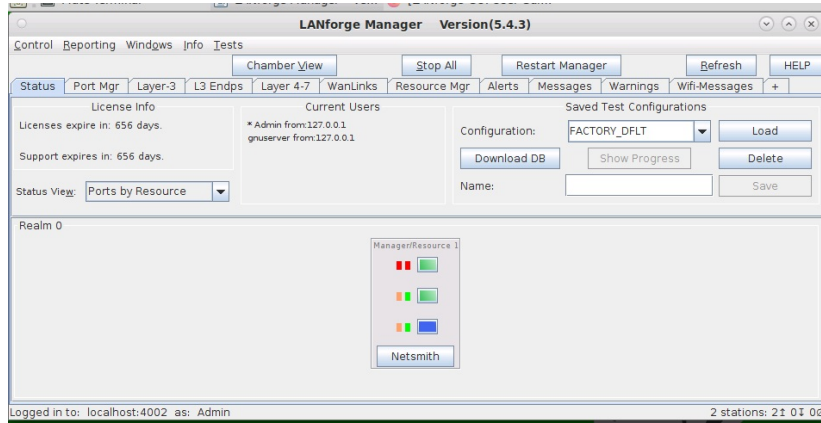 LANforge Manager Version(5.4.3)
Control Reporting Windows Info Tests
Chamber View Stop All Restart Manager Refresh HELP
Status Port Mgr Layer-3 L3 Endps Layer 4-7 WanLinks Resource Mgr Alerts Messages Warnings Wifi-Messages +
License Info
Licenses expire in: 656 days.
Support expires in: 656 days.
Status View: Ports by Resource
Current Users
* Admin from:127.0.0.1
gnuserver from:127.0.0.1
Saved Test Configurations
Configuration: FACTORY_DFLT Load
Download DB Show Progress Delete
Name: Save
Realm 0
Manager/Resource 1
Netsmith
Logged in to: localhost:4002 as: Admin
2 stations: